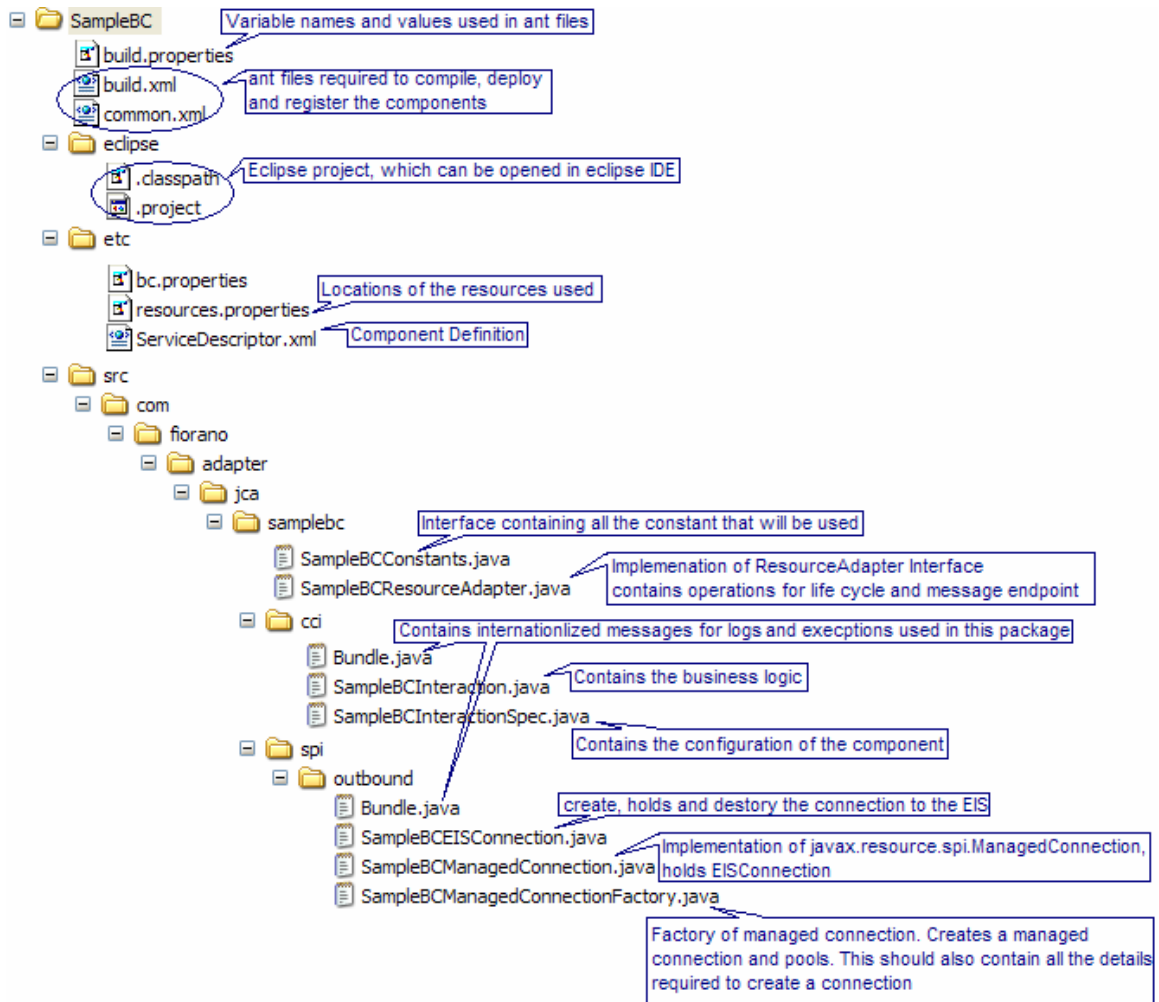 SampleBC
Variable names and values used in ant files
build.properties
build.xml
ant files required to compile, deploy
and register the components
common.xml
eclipse
.classpath
Eclipse project, which can be opened in eclipse IDE
.project
etc
bc.properties
Locations of the resources used
resources.properties
ServiceDescriptor.xml
Component Definition
src
com
fiorano
adapter
jca
samplebc
Interface containing all the constant that will be used
SampleBCConstants.java
SampleBCResourceAdapter.java
Implemenation of ResourceAdapter Interface
contains operations for life cycle and message endpoint
cci
Contains internationlized messages for logs and execptions used in this package
Bundle.java
SampleBCInteraction.java
Contains the business logic
SampleBCInteractionSpec.java
Contains the configuration of the component
spi
outbound
Bundle.java
create, holds and destory the connection to the EIS
SampleBCEISConnection.java
SampleBCManagedConnection.java
Implementation of javax.resource.spi.ManagedConnection,
holds EISConnection
SampleBCManagedConnectionFactory.java
Factory of managed connection. Creates a managed
connection and pools. This should also contain all the details
required to create a connection